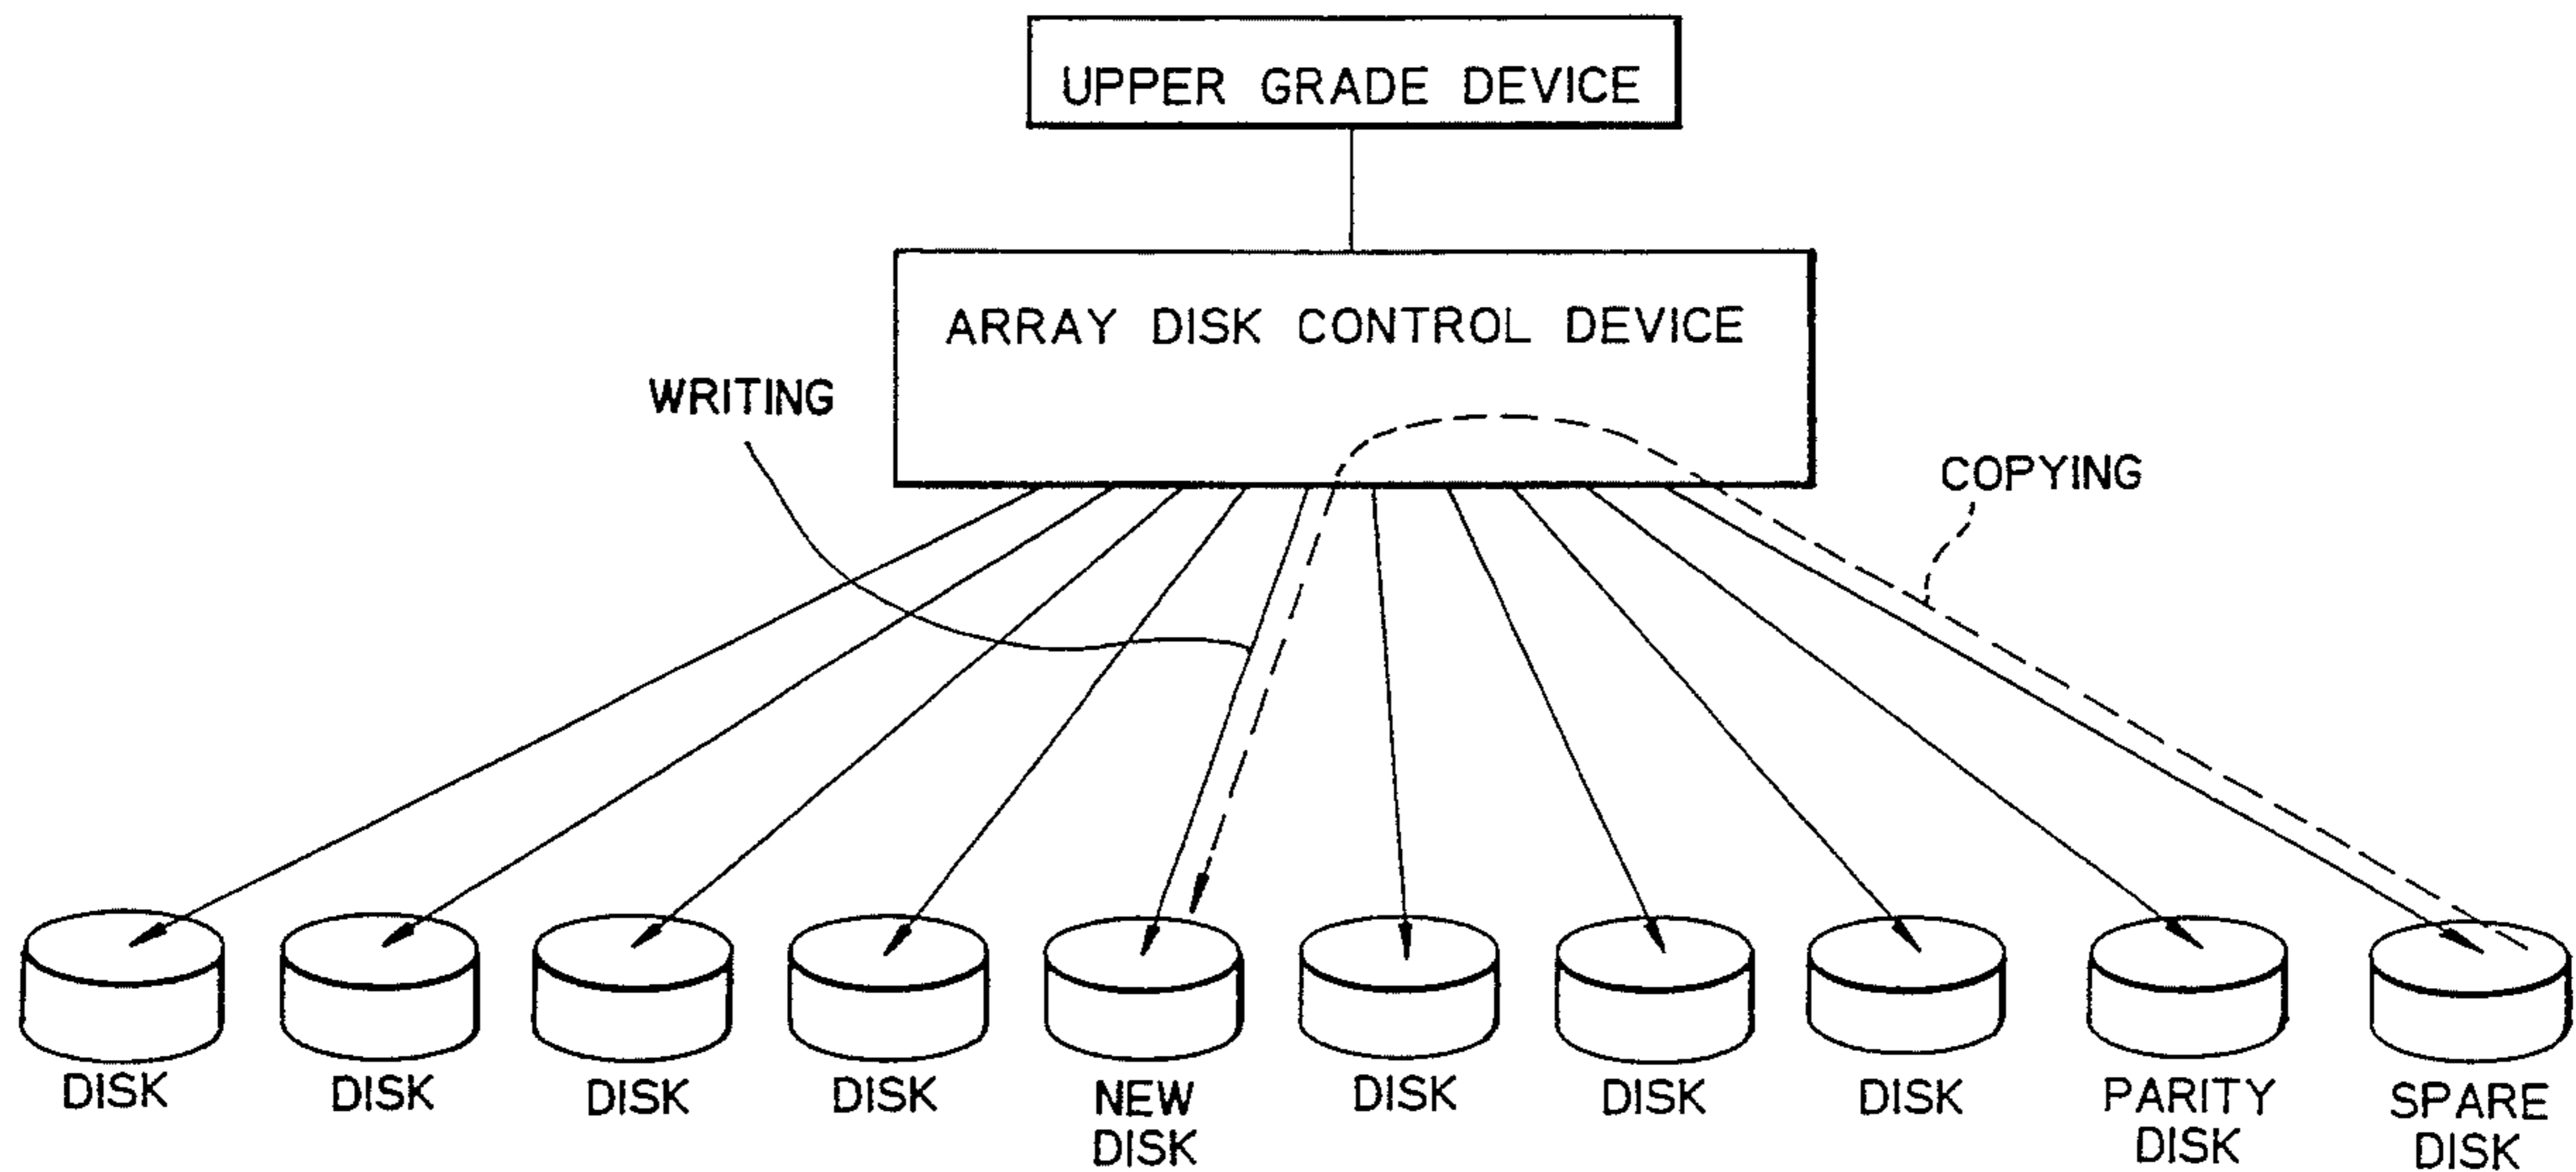 UPPER GRADE DEVICE
ARRAY DISK CONTROL DEVICE
WRITING
COPYING
DISK
DISK
DISK
DISK
NEW
DISK
DISK
DISK
DISK
PARITY
DISK
SPARE
DISK